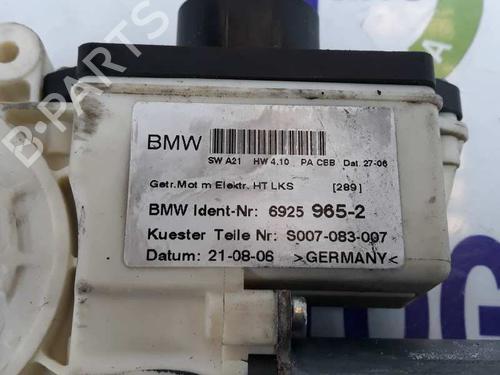 BMW
SW A21 HW 4.10 PA CBB Dat. 27-06
Getr.Mot m Elektr. HT LKS [289]
BMW Ident-Nr: 6925 965-2
Kuester Teile Nr: S007-083-007
Datum: 21-08-06 >GERMANY<
B-PARTS